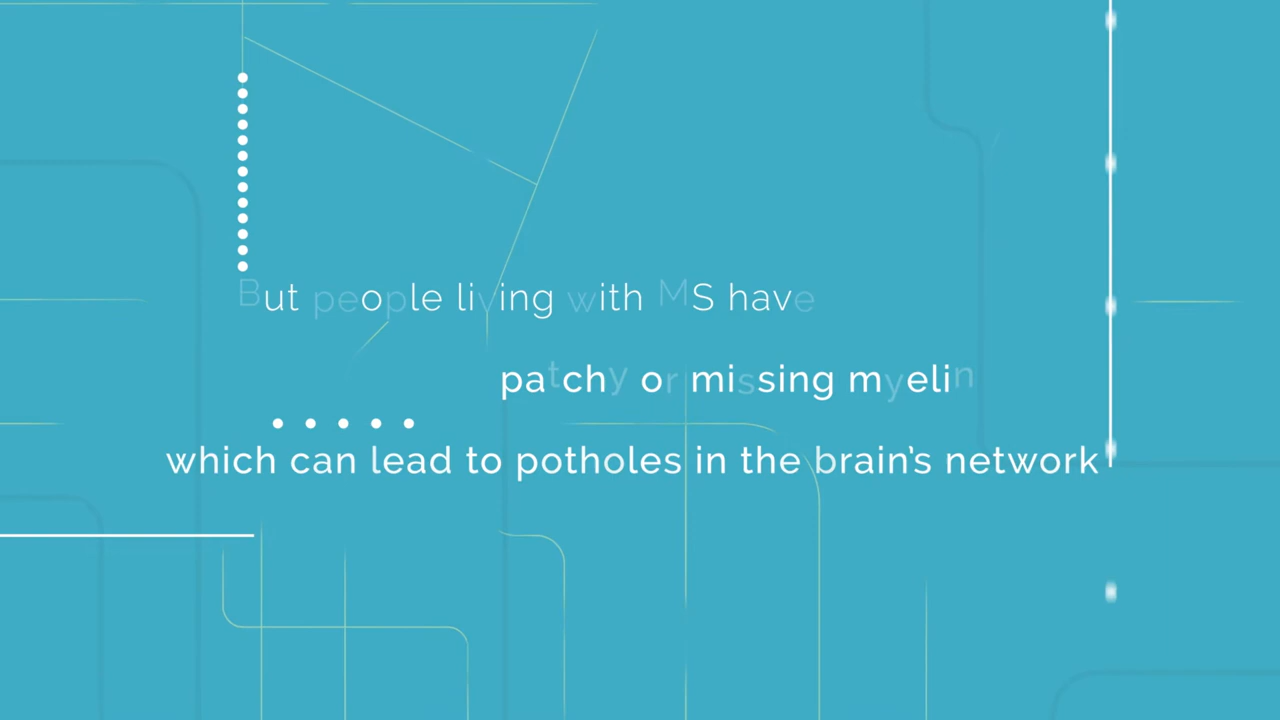 But people living with MS have
patchy or missing myelin
which can lead to potholes in the brain's network